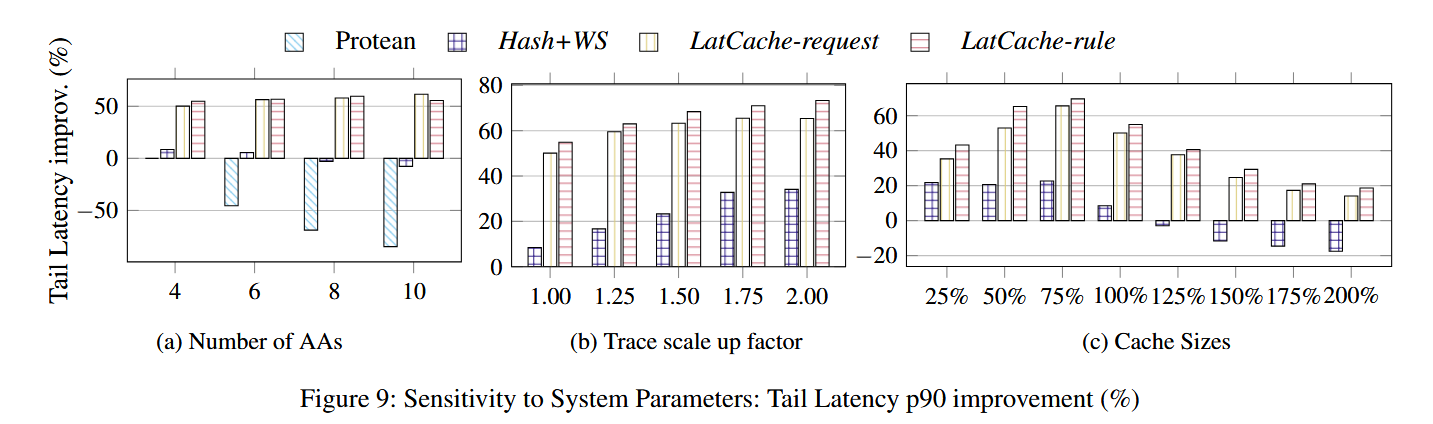 Protean Hash+WS LatCache-request LatCache-rule
Tail Latency improv. (%)
50
0
−50
4 6 8 10
(a) Number of AAs
80
60
40
20
0
1.00 1.25 1.50 1.75 2.00
(b) Trace scale up factor
60
40
20
0
−20
25% 50% 75% 100% 125% 150% 175% 200%
(c) Cache Sizes
Figure 9: Sensitivity to System Parameters: Tail Latency p90 improvement (%)